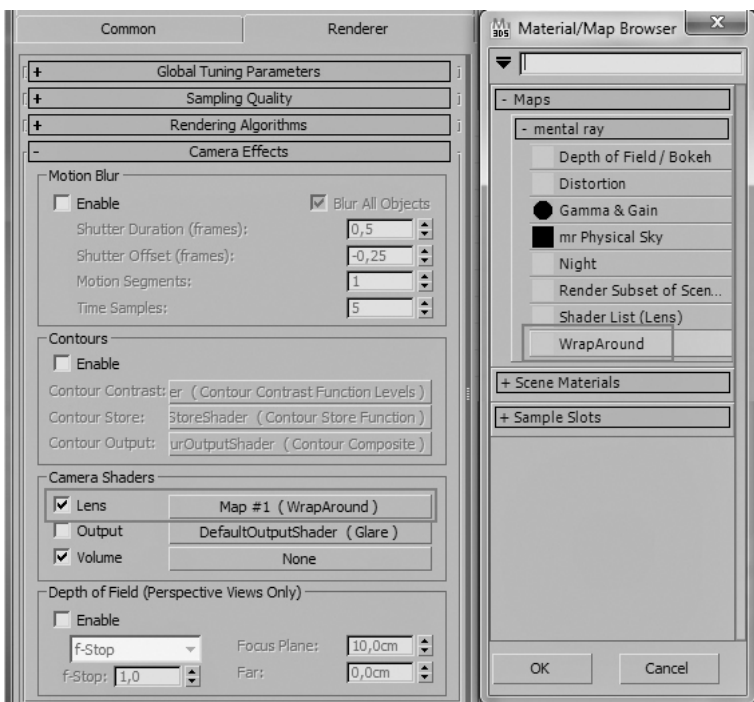 Common Renderer
+ Global Tuning Parameters
+ Sampling Quality
+ Rendering Algorithms
- Camera Effects
Motion Blur
Enable Blur All Objects
Shutter Duration (frames): 0,5
Shutter Offset (frames): -0,25
Motion Segments: 1
Time Samples: 5
Contours
Enable
Contour Contrast: er ( Contour Contrast Function Levels )
Contour Store: StoreShader ( Contour Store Function )
Contour Output: urOutputShader ( Contour Composite )
Camera Shaders
Lens Map #1 ( WrapAround )
Output DefaultOutputShader ( Glare )
Volume None
Depth of Field (Perspective Views Only)
Enable
f-Stop Focus Plane: 10,0cm
f-Stop: 1,0 Far: 0,0cm
Material/Map Browser
- Maps
- mental ray
Depth of Field / Bokeh
Distortion
Gamma & Gain
mr Physical Sky
Night
Render Subset of Scen...
Shader List (Lens)
WrapAround
+ Scene Materials
+ Sample Slots
OK Cancel